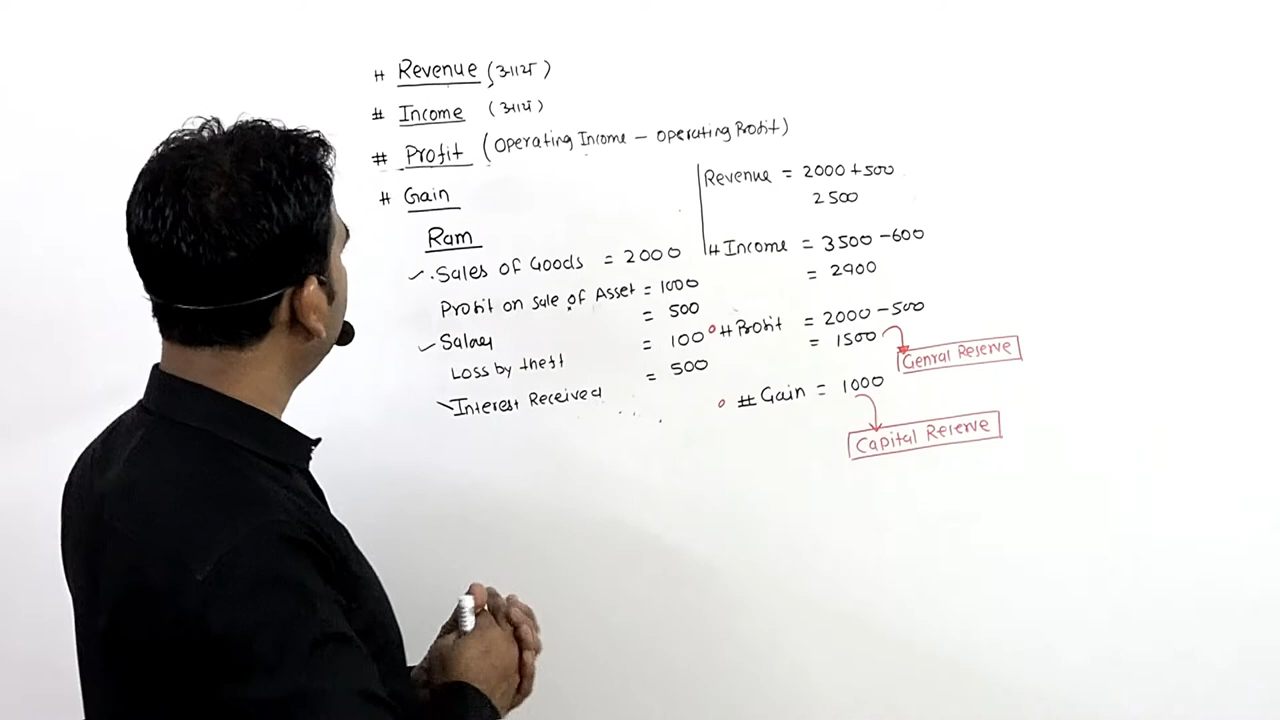 # Revenue (आय)
# Income (आय)
# Profit (Operating Income – Operating Profit)
# Gain
Ram
✓ .Sales of Goods = 2000
Profit on sale of Asset = 1000
✓ Salary = 500
Loss by theft = 100
Interest Received = 500
Revenue = 2000 + 500
2500
# Income = 3500 - 600
= 2900
# Profit = 2000 - 500
= 1500
Genral Reserve
# Gain = 1000
Capital Reserve